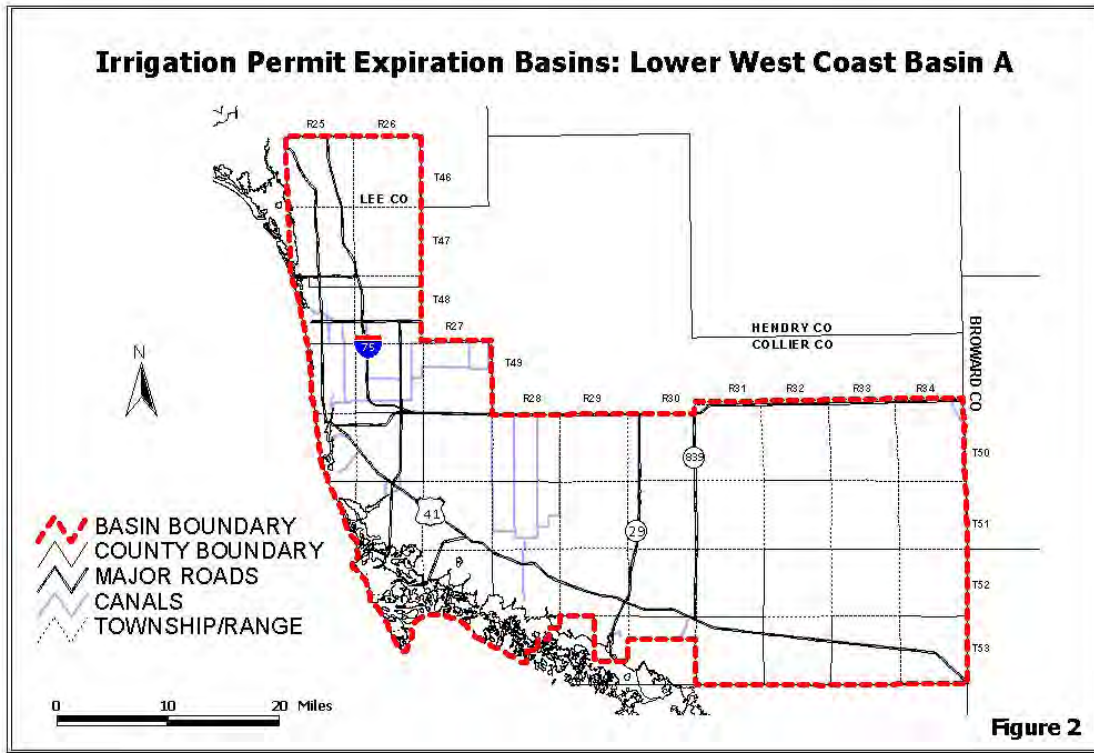 Irrigation Permit Expiration Basins: Lower West Coast Basin A
R25
R26
T46
LEE CO
T47
T48
R27
75
T49
HENDRY CO
COLLIER CO
BROWARD CO
N
R28
R29
R30
R31
R32
R33
R34
839
T50
41
29
T51
T52
T53
BASIN BOUNDARY
COUNTY BOUNDARY
MAJOR ROADS
CANALS
TOWNSHIP/RANGE
0 10 20 Miles
Figure 2